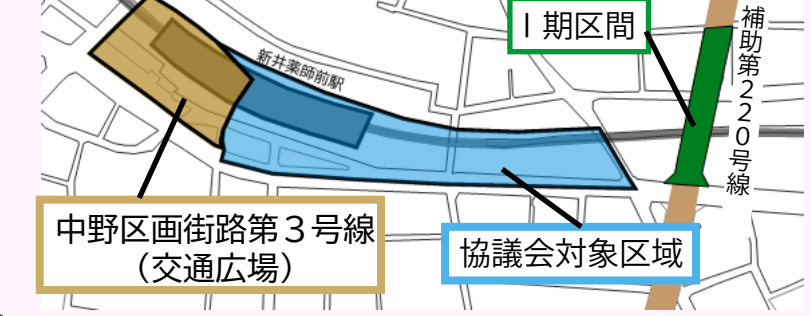 Ⅰ期区間
補助第220号線
新井薬師前駅
中野区画街路第3号線
（交通広場）
協議会対象区域